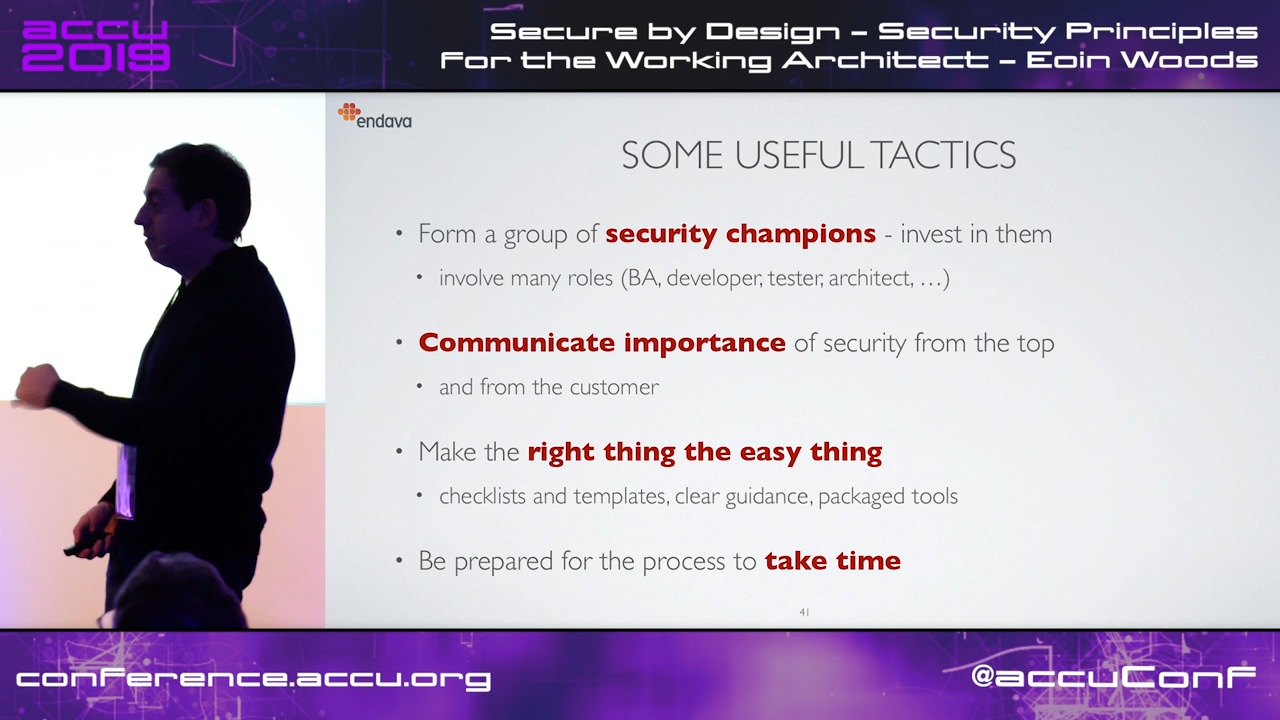 accu
2019
Secure by Design – Security Principles
For the Working Architect – Eoin Woods
endava
SOME USEFUL TACTICS
• Form a group of security champions - invest in them
• involve many roles (BA, developer, tester, architect, …)
• Communicate importance of security from the top
• and from the customer
• Make the right thing the easy thing
• checklists and templates, clear guidance, packaged tools
• Be prepared for the process to take time
41
conference.accu.org
@accuConf